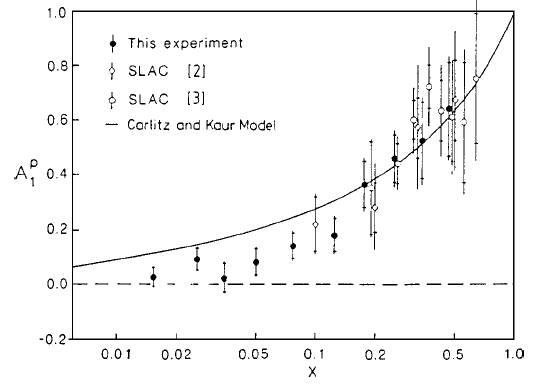 1.0
This experiment
0.8
SLAC [2]
SLAC [3]
0.6
Carlitz and Kaur Model
A₁ᵖ
0.4
0.2
0.0
-0.2
0.01 0.02 0.05 0.1 0.2 0.5 1.0
X